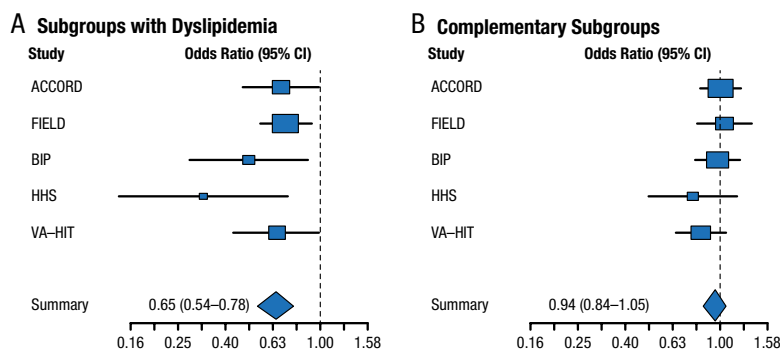 A Subgroups with Dyslipidemia
Study Odds Ratio (95% CI)
ACCORD
FIELD
BIP
HHS
VA–HIT
Summary 0.65 (0.54–0.78)
0.16 0.25 0.40 0.63 1.00 1.58
B Complementary Subgroups
Study Odds Ratio (95% CI)
ACCORD
FIELD
BIP
HHS
VA–HIT
Summary 0.94 (0.84–1.05)
0.16 0.25 0.40 0.63 1.00 1.58